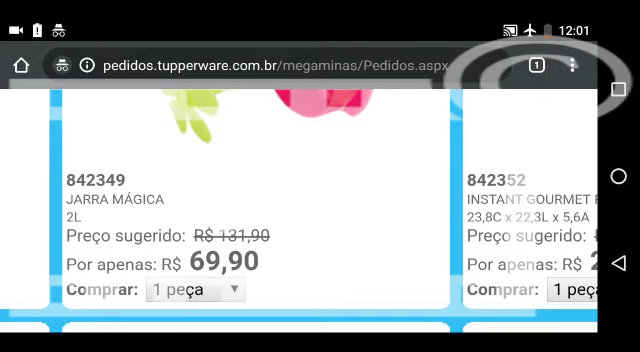 12:01
pedidos.tupperware.com.br/megaminas/Pedidos.aspx
1
842349
JARRA MÁGICA
2L
Preço sugerido: R$ 131,90
Por apenas: R$ 69,90
Comprar: 1 peça
842352
INSTANT GOURMET
23,8C x 22,3L x 5,6A
Preço sugerido:
Por apenas: R$ 2
Comprar: 1 peça